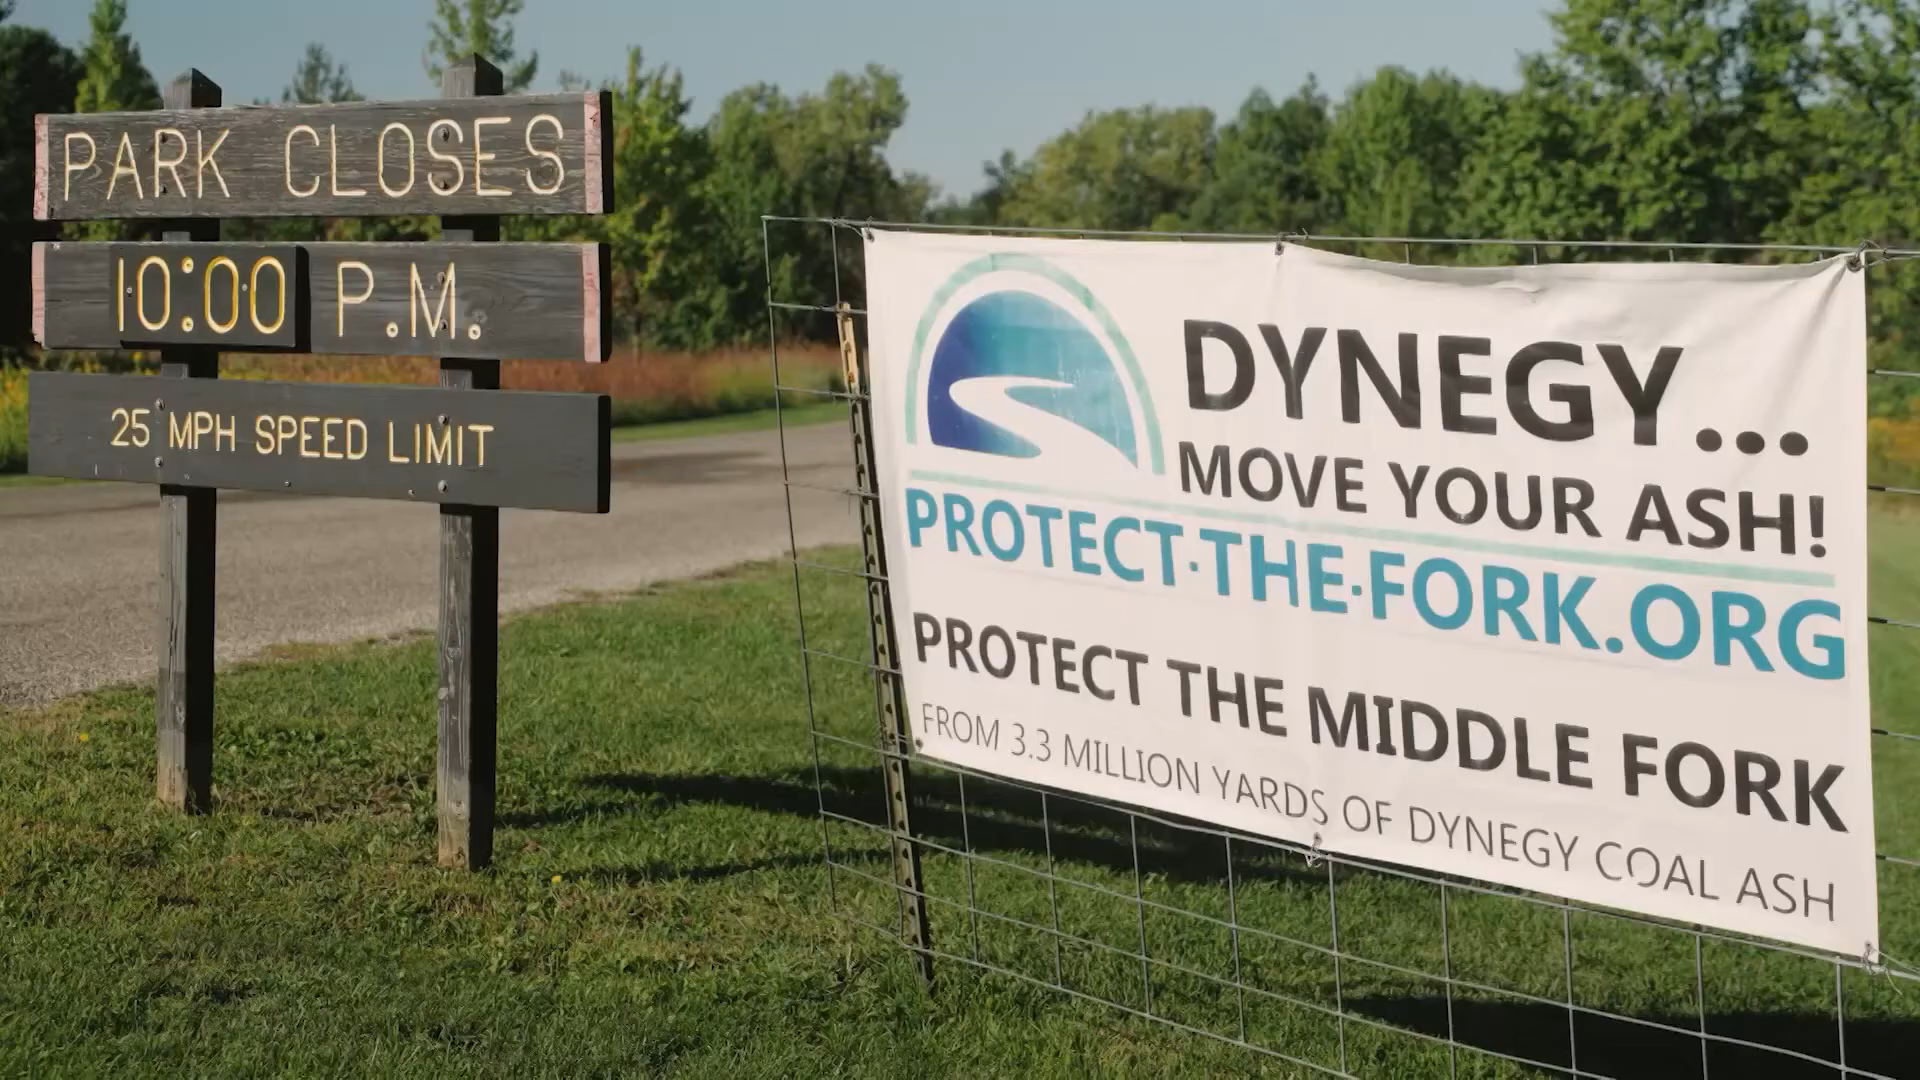 PARK CLOSES
10:00 P.M.
25 MPH SPEED LIMIT
DYNEGY...
MOVE YOUR ASH!
PROTECT·THE·FORK.ORG
PROTECT THE MIDDLE FORK
FROM 3.3 MILLION YARDS OF DYNEGY COAL ASH